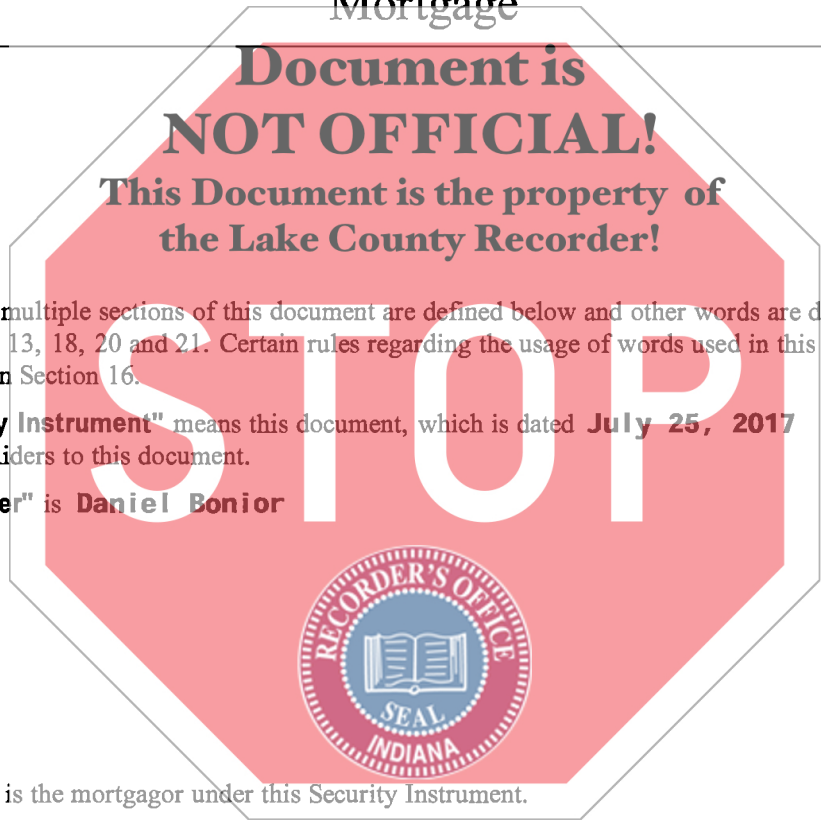 Mortgage
Document is
NOT OFFICIAL!
This Document is the property of
the Lake County Recorder!
multiple sections of this document are defined below and other words are d
13, 18, 20 and 21. Certain rules regarding the usage of words used in this
n Section 16.
STOP
y Instrument" means this document, which is dated July 25, 2017
iders to this document.
er" is Daniel Bonior
RECORDER'S OFFICE
SEAL
INDIANA
is the mortgagor under this Security Instrument.